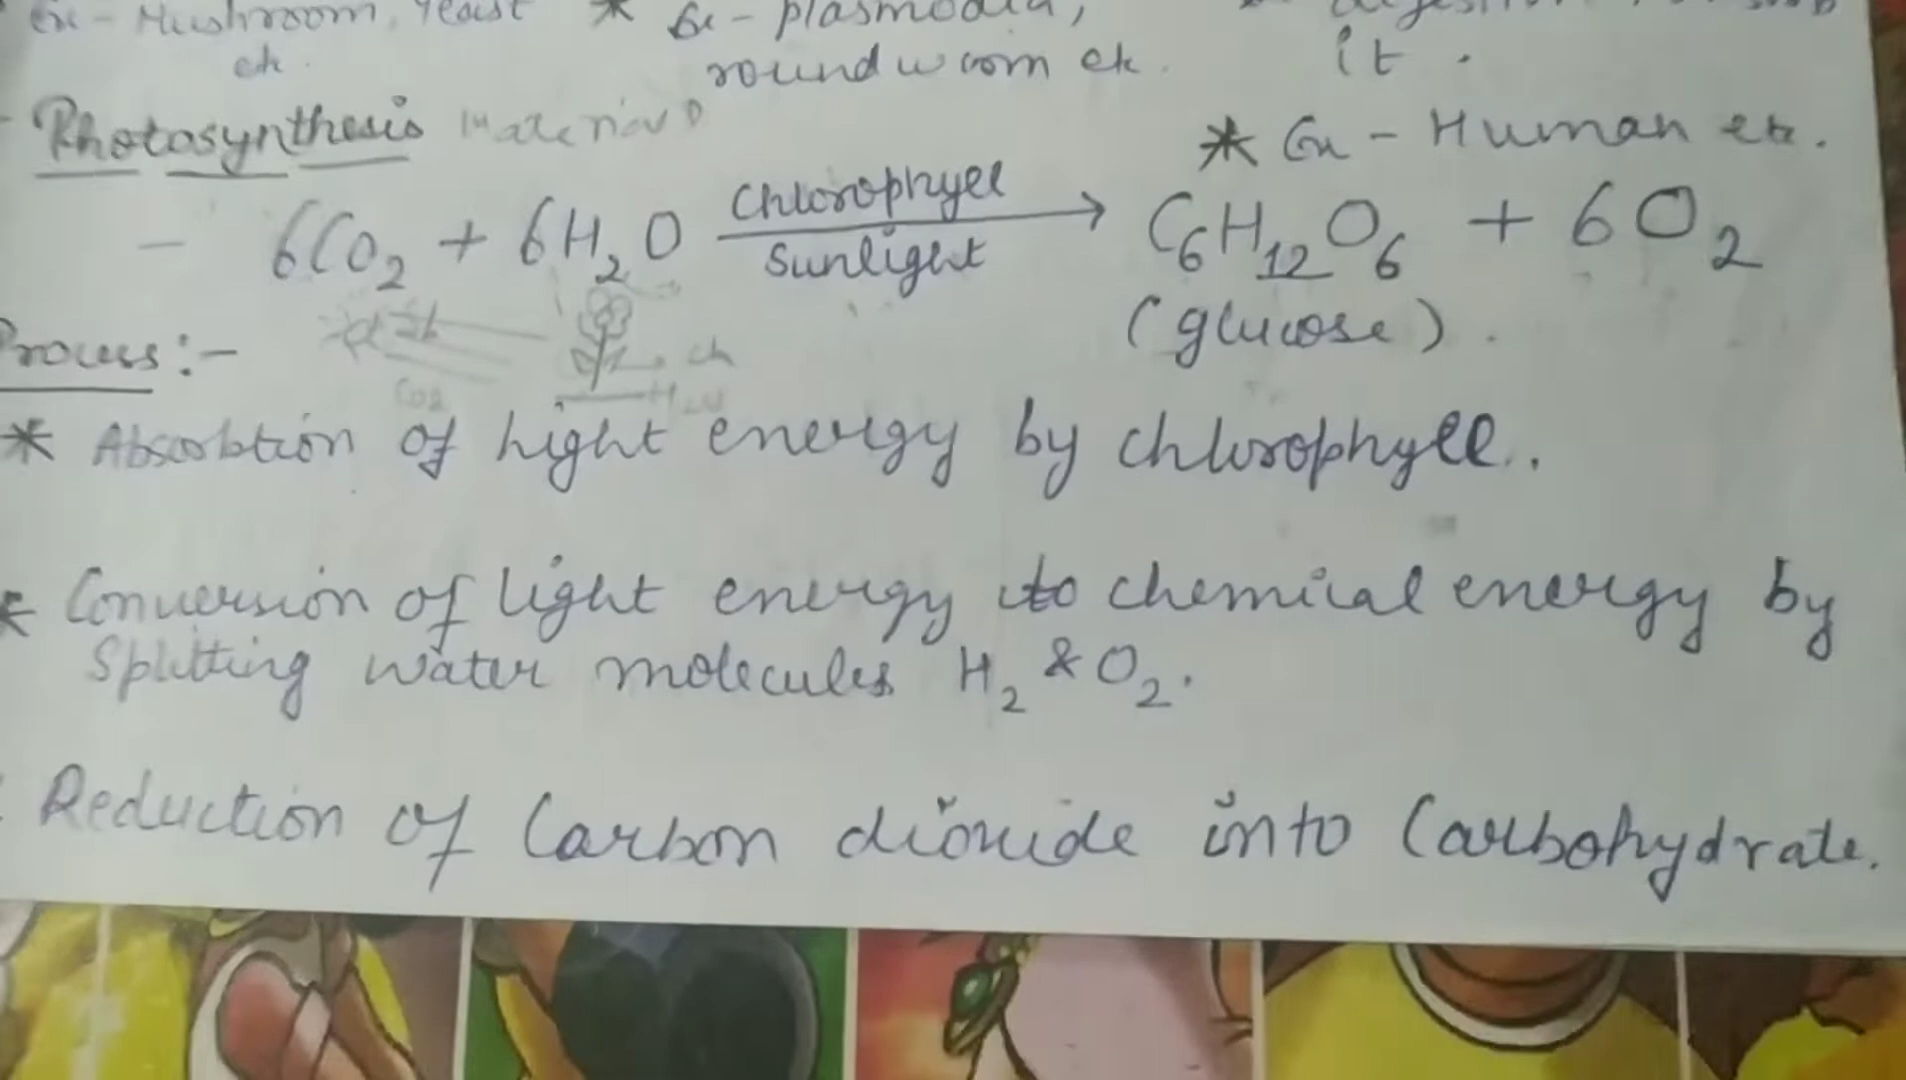 Ex - Mushroom, Yeast * Ex - plasmodia,
etc. roundworm etc. it.
Photosynthesis
* Ex - Human etc.
- 6CO2 + 6H2O Chlorophyll Sunlight → C6H12O6 + 6O2
(glucose).
Process :-
CO2 ch
* Absorbtion of light energy by chlorophyll.
* Conversion of light energy to chemical energy by
Splitting water molecules H2 & O2.
Reduction of Carbon dioxide into Carbohydrate.